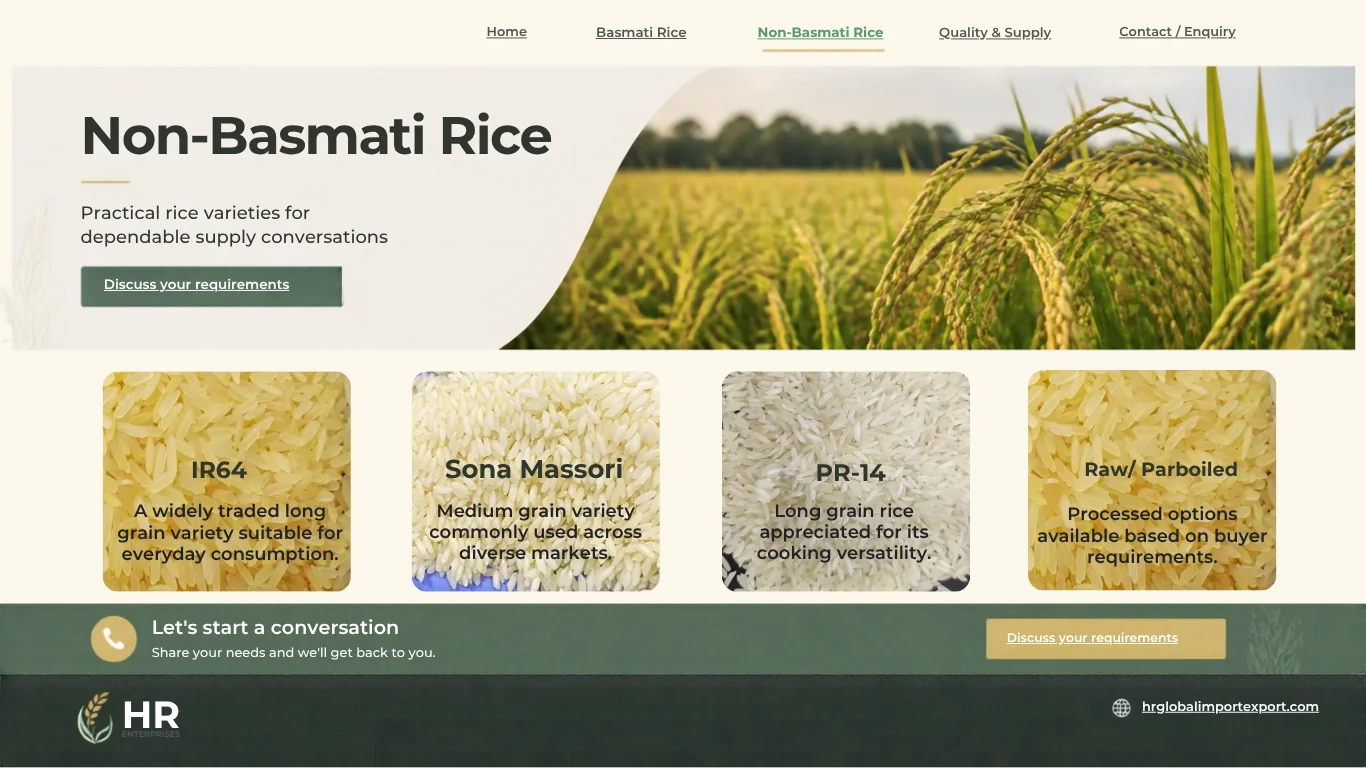 Home
Basmati Rice
Non-Basmati Rice
Quality & Supply
Contact / Enquiry
Non-Basmati Rice
Practical rice varieties for
dependable supply conversations
Discuss your requirements
IR64
A widely traded long
grain variety suitable for
everyday consumption.
Sona Massori
Medium grain variety
commonly used across
diverse markets.
PR-14
Long grain rice
appreciated for its
cooking versatility.
Raw/ Parboiled
Processed options
available based on buyer
requirements.
Let's start a conversation
Share your needs and we'll get back to you.
Discuss your requirements
HR
ENTERPRISES
hrglobalimportexport.com